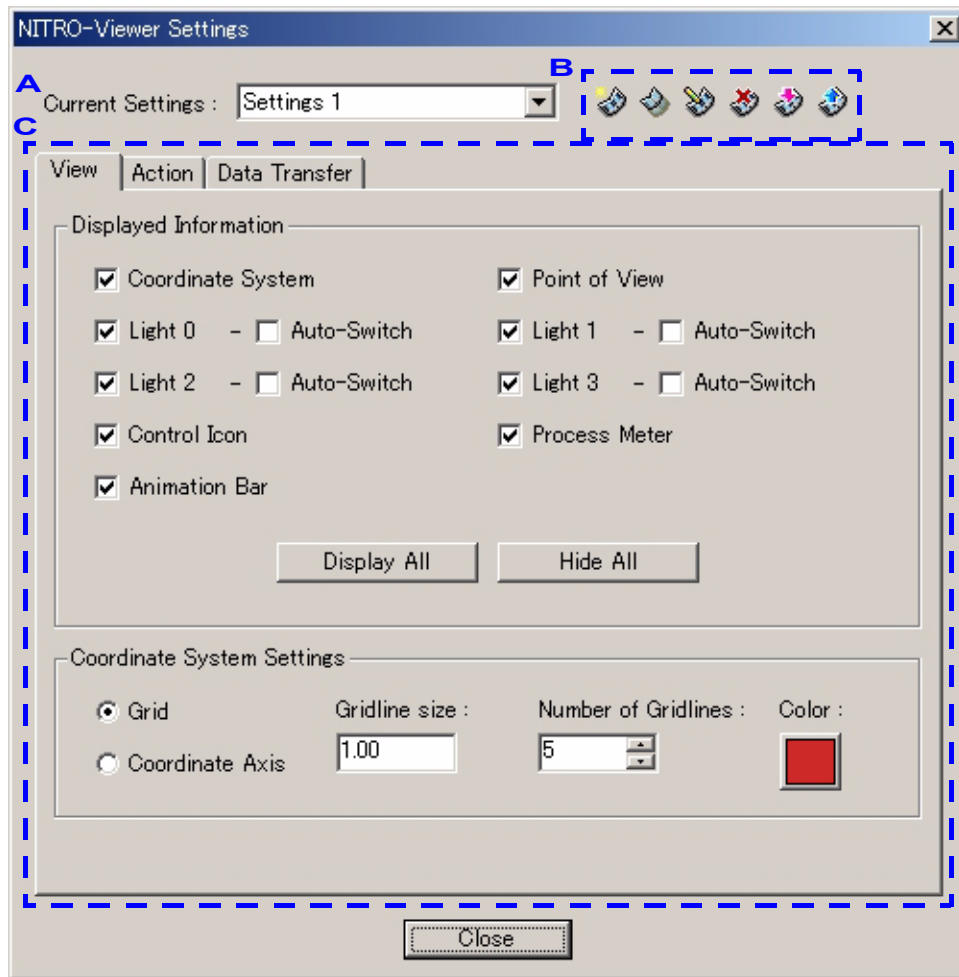 NITRO-Viewer Settings
A
B
Current Settings : Settings 1
C
View Action Data Transfer
Displayed Information
Coordinate System Point of View
Light 0 - Auto-Switch Light 1 - Auto-Switch
Light 2 - Auto-Switch Light 3 - Auto-Switch
Control Icon Process Meter
Animation Bar
Display All Hide All
Coordinate System Settings
Grid Gridline size : Number of Gridlines : Color :
1.00 5
Coordinate Axis
Close